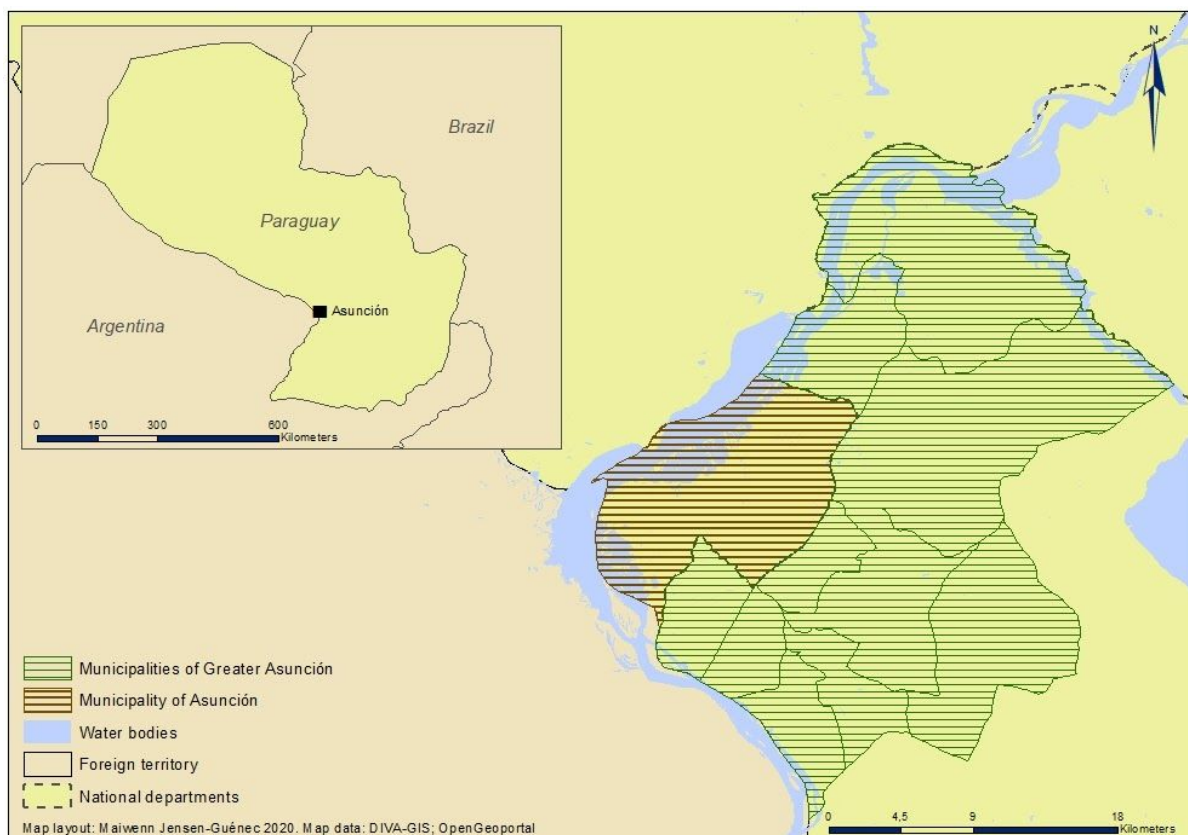 Brazil
Paraguay
Asunción
Argentina
0 150 300 600
Kilometers
N
Municipalities of Greater Asunción
Municipality of Asunción
Water bodies
Foreign territory
National departments
Map layout: Maiwenn Jensen-Guénec 2020. Map data: DIVA-GIS; OpenGeoportal
0 4,5 9 18
Kilometers